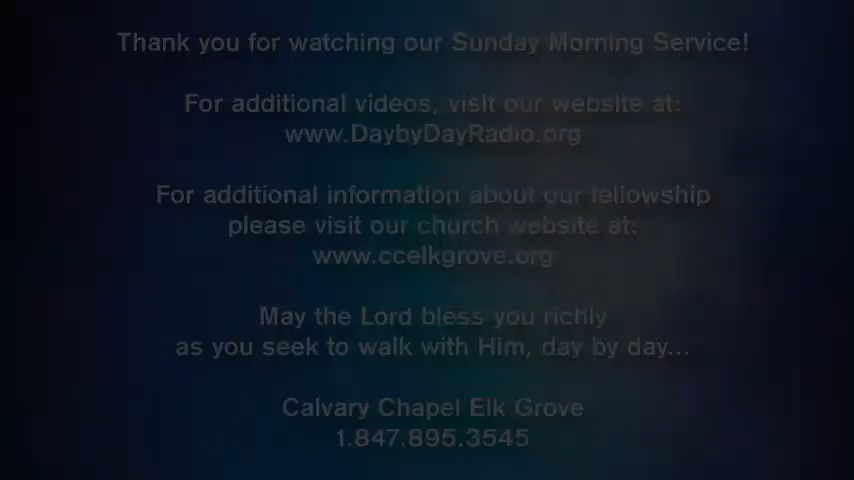 Thank you for watching our Sunday Morning Service!
For additional videos, visit our website at:
www.DaybyDayRadio.org
For additional information about our fellowship
please visit our church website at:
www.ccelkgrove.org
May the Lord bless you richly
as you seek to walk with Him, day by day...
Calvary Chapel Elk Grove
1.847.895.3545